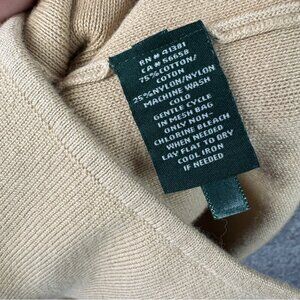 RN # 41381
CA # 56658
75% COTTON/
COTON
25% NYLON/NYLON
MACHINE WASH
COLD
GENTLE CYCLE
IN MESH BAG
ONLY NON-
CHLORINE BLEACH
WHEN NEEDED
LAY FLAT TO DRY
COOL IRON
IF NEEDED